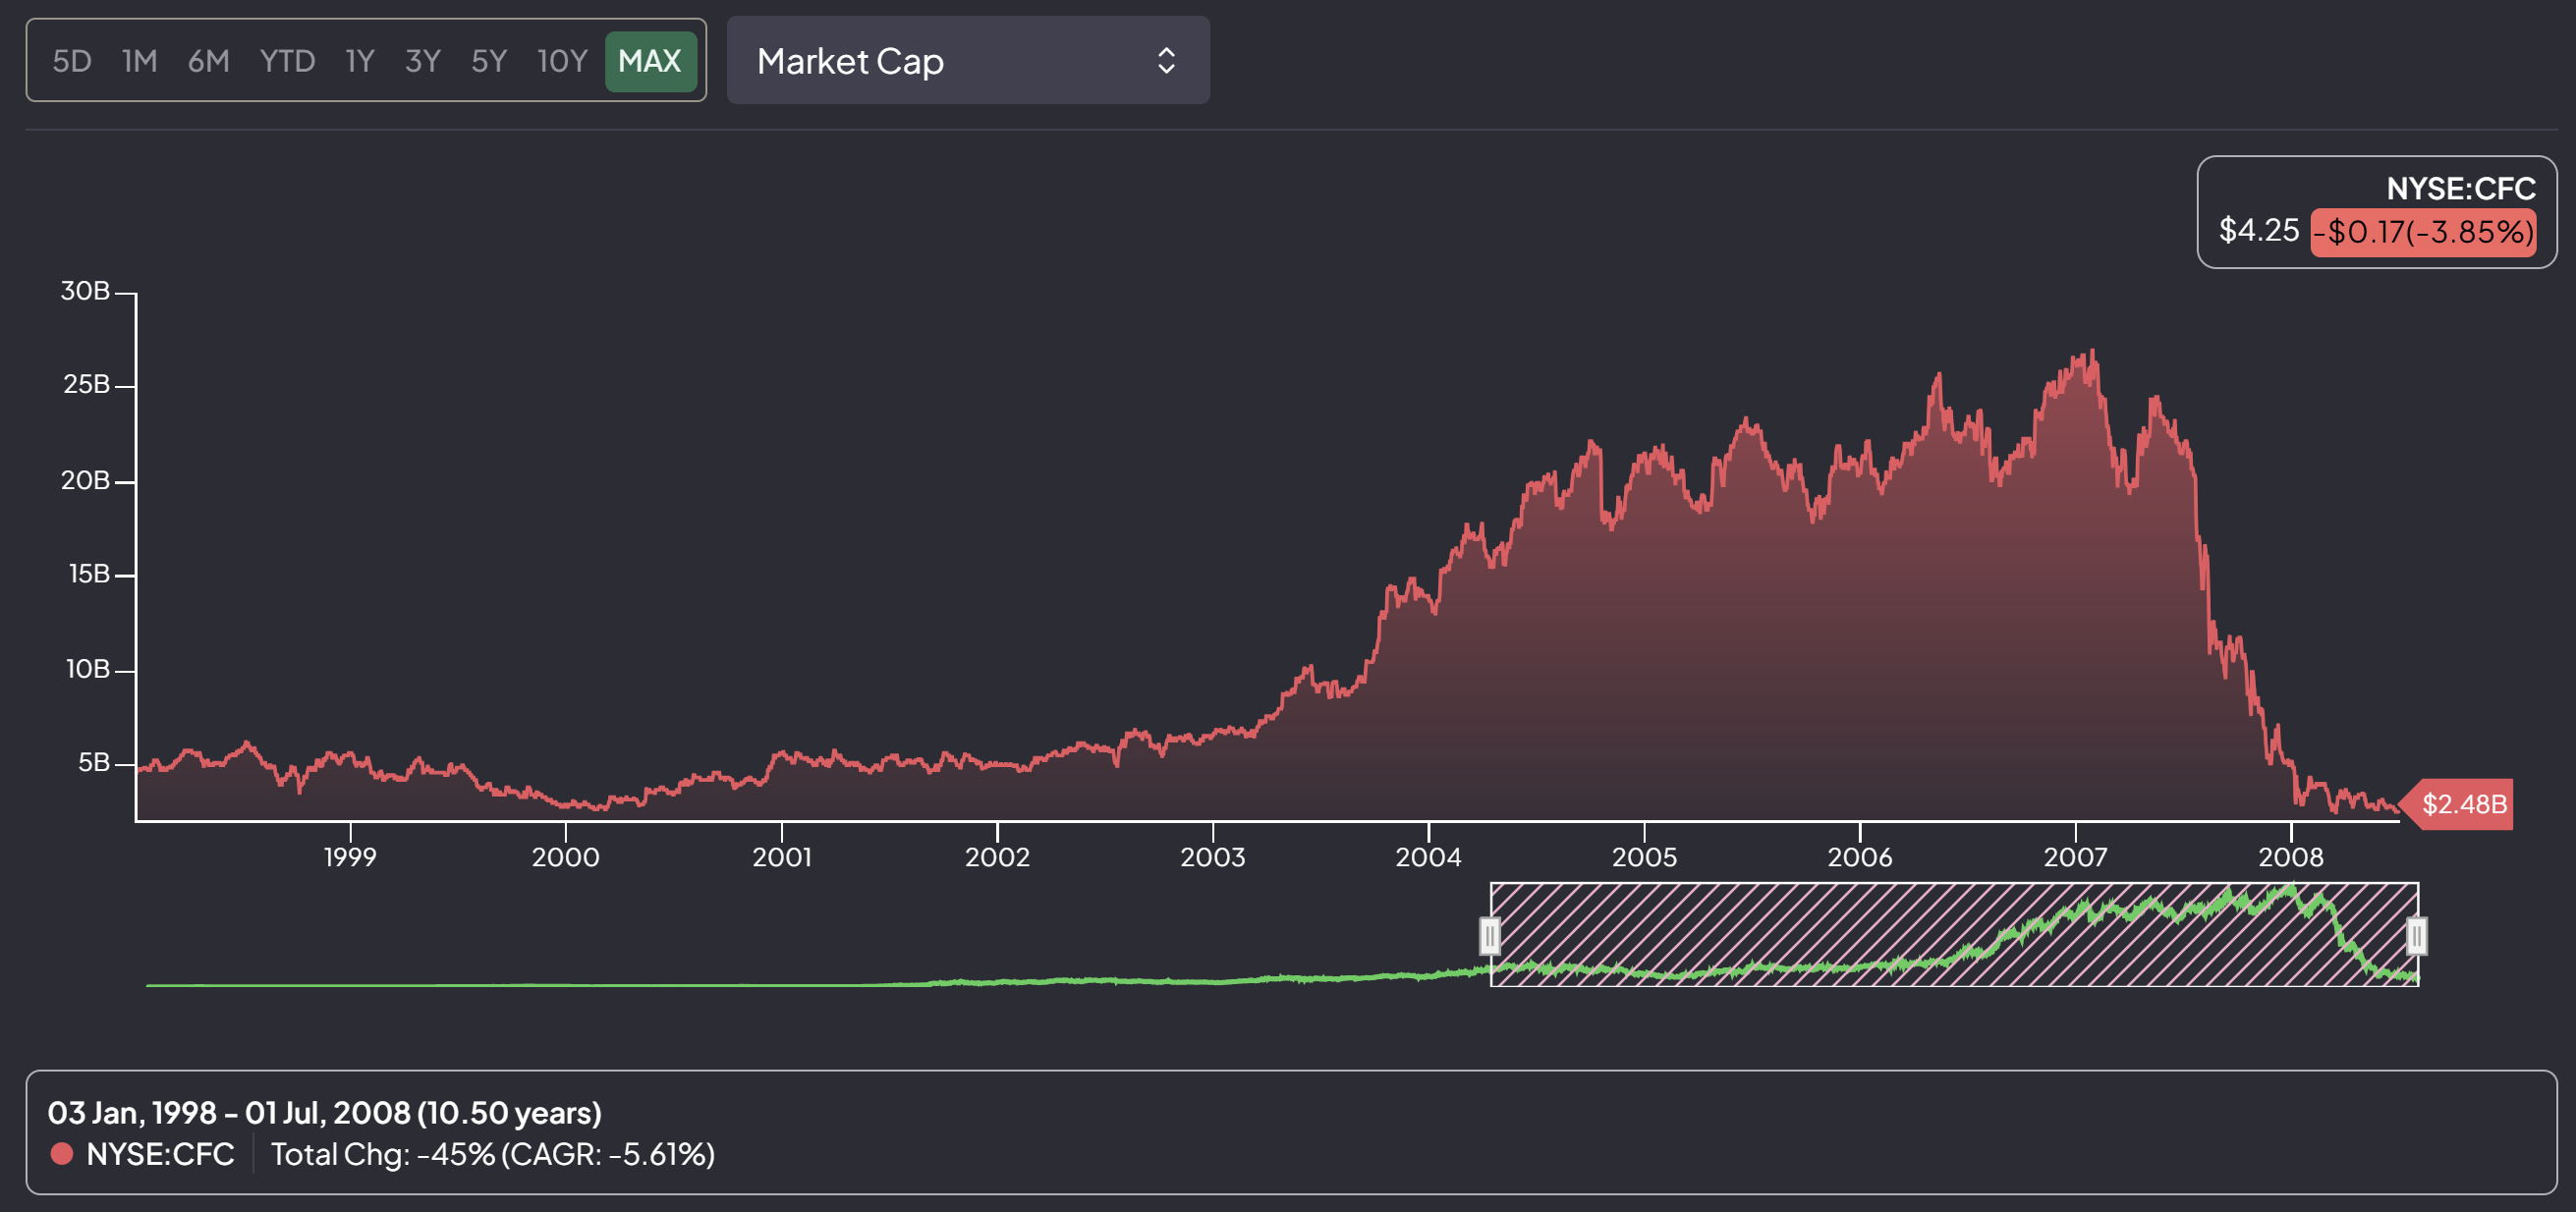 5D 1M 6M YTD 1Y 3Y 5Y 10Y MAX Market Cap
NYSE:CFC
$4.25 -$0.17(-3.85%)
30B
25B
20B
15B
10B
5B
$2.48B
1999 2000 2001 2002 2003 2004 2005 2006 2007 2008
03 Jan, 1998 - 01 Jul, 2008 (10.50 years)
NYSE:CFC Total Chg: -45% (CAGR: -5.61%)